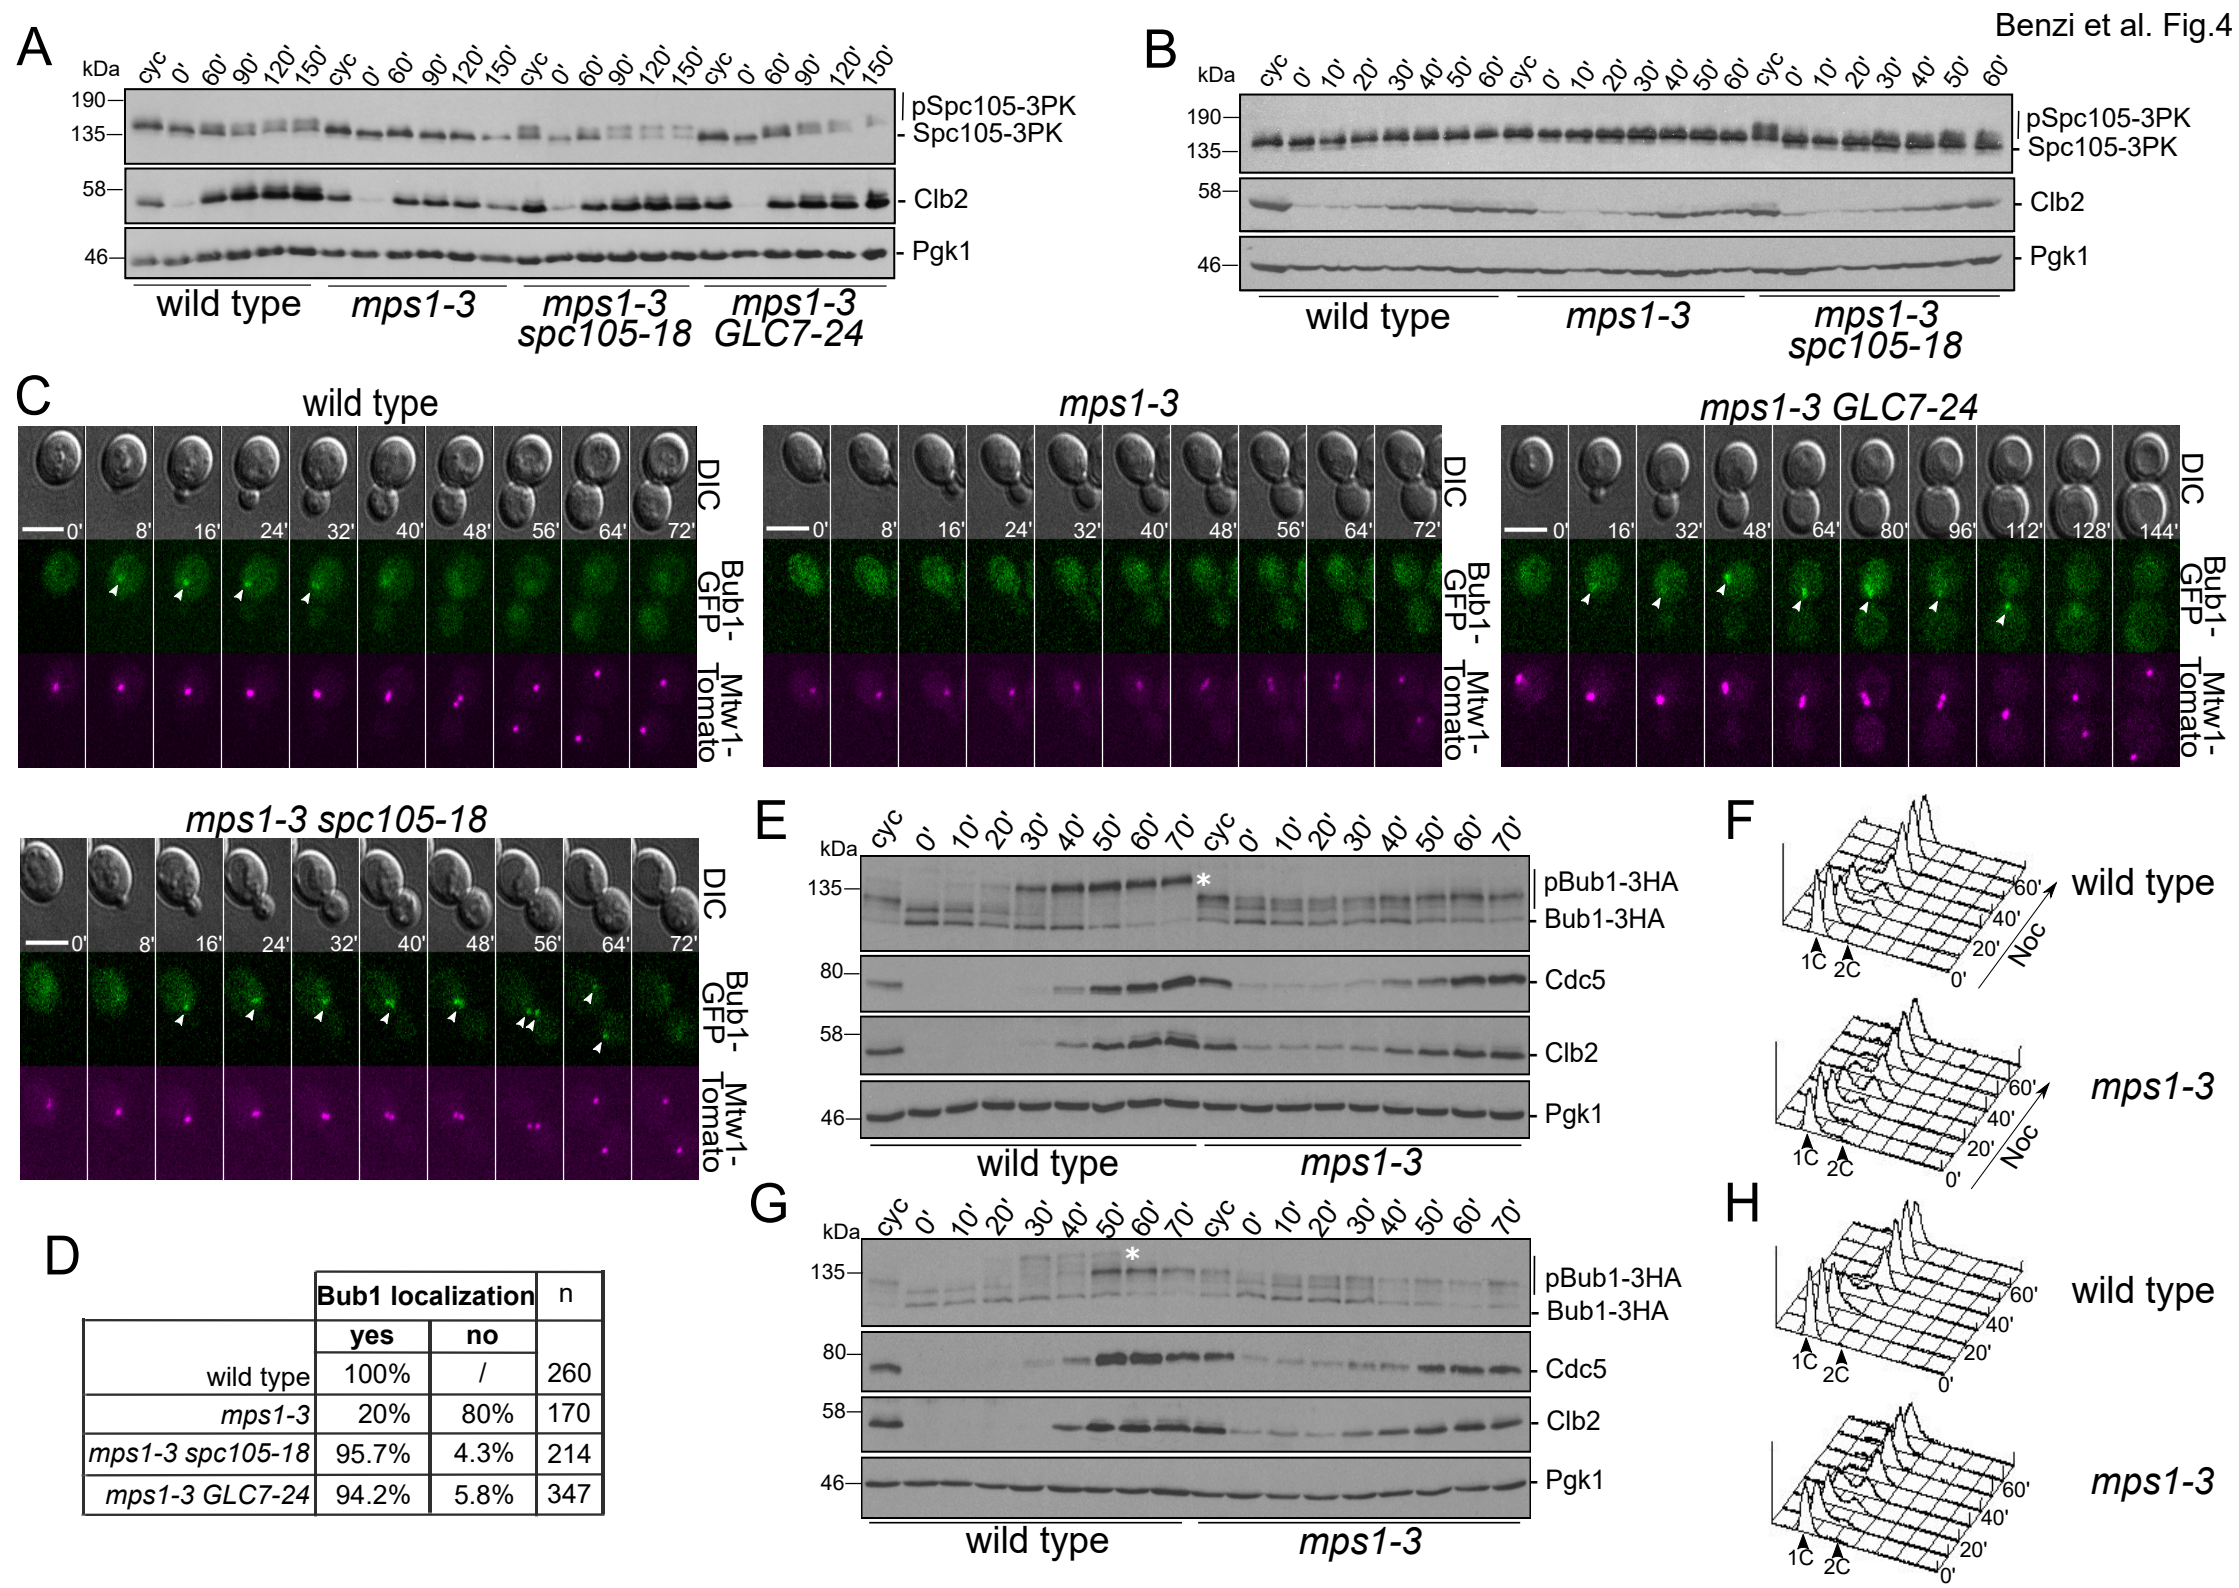 Benzi et al. Fig.4
A
kDa
cyc 0' 60' 90' 120' 150' cyc 0' 60' 90' 120' 150' cyc 0' 60' 90' 120' 150' cyc 0' 60' 90' 120' 150'
190
135
pSpc105-3PK
Spc105-3PK
58
Clb2
46
Pgk1
wild type
mps1-3
mps1-3
spc105-18
mps1-3
GLC7-24
B
kDa
cyc 0' 10' 20' 30' 40' 50' 60' cyc 0' 10' 20' 30' 40' 50' 60' cyc 0' 10' 20' 30' 40' 50' 60'
190
135
pSpc105-3PK
Spc105-3PK
58
Clb2
46
Pgk1
wild type
mps1-3
mps1-3
spc105-18
C
wild type
0' 8' 16' 24' 32' 40' 48' 56' 64' 72'
DIC
Bub1-
GFP
Mtw1-
Tomato
mps1-3
0' 8' 16' 24' 32' 40' 48' 56' 64' 72'
DIC
Bub1-
GFP
Mtw1-
Tomato
mps1-3 GLC7-24
0' 16' 32' 48' 64' 80' 96' 112' 128' 144'
DIC
Bub1-
GFP
Mtw1-
Tomato
mps1-3 spc105-18
0' 8' 16' 24' 32' 40' 48' 56' 64' 72'
DIC
Bub1-
GFP
Mtw1-
Tomato
D
Bub1 localization n
yes no
wild type 100% / 260
mps1-3 20% 80% 170
mps1-3 spc105-18 95.7% 4.3% 214
mps1-3 GLC7-24 94.2% 5.8% 347
E
kDa
cyc 0' 10' 20' 30' 40' 50' 60' 70' cyc 0' 10' 20' 30' 40' 50' 60' 70'
135
*
pBub1-3HA
Bub1-3HA
80
Cdc5
58
Clb2
46
Pgk1
wild type
mps1-3
F
wild type
60'
40'
20'
0'
Noc
1C 2C
mps1-3
60'
40'
20'
0'
Noc
1C 2C
G
kDa
cyc 0' 10' 20' 30' 40' 50' 60' 70' cyc 0' 10' 20' 30' 40' 50' 60' 70'
135
*
pBub1-3HA
Bub1-3HA
80
Cdc5
58
Clb2
46
Pgk1
wild type
mps1-3
H
wild type
60'
40'
20'
0'
1C 2C
mps1-3
60'
40'
20'
0'
1C 2C